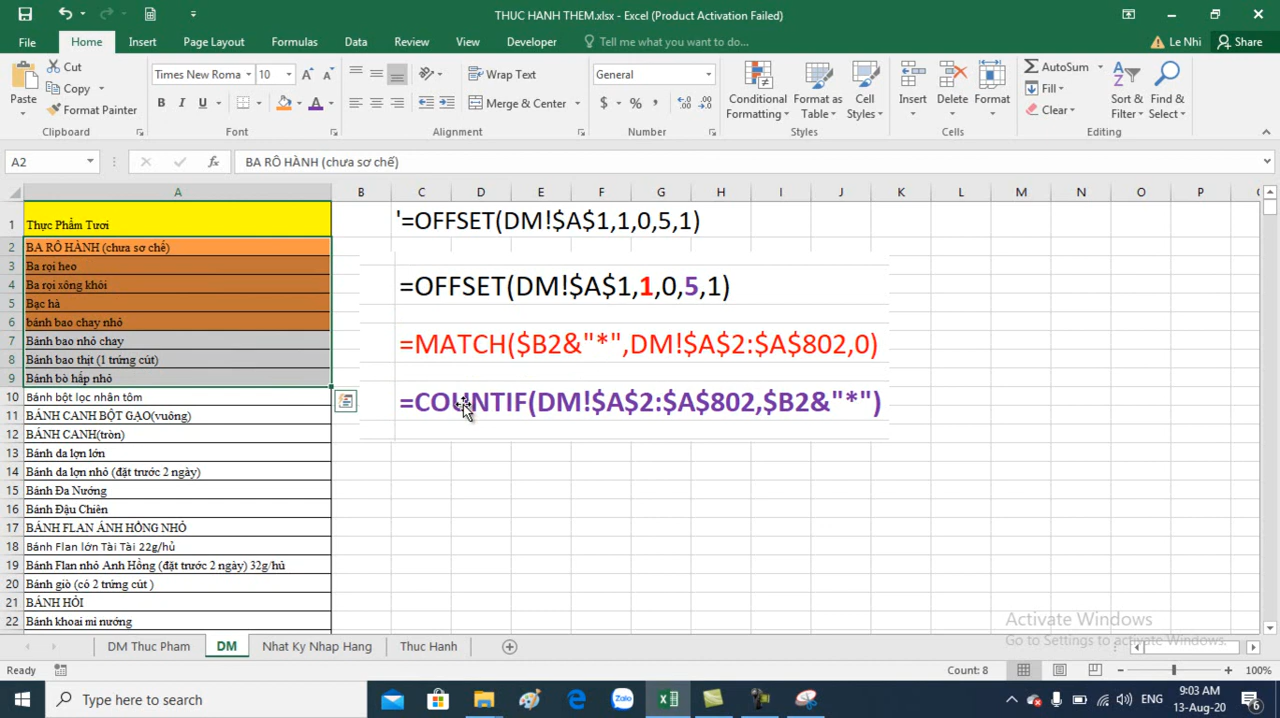 THUC HANH THEM.xlsx - Excel (Product Activation Failed)
File Home Insert Page Layout Formulas Data Review View Developer Tell me what you want to do... Le Nhi Share
Paste
Cut
Copy
Format Painter
Clipboard
Times New Roma 10
B I U
Font
Wrap Text
Merge & Center
Alignment
General
$ % ,
Number
Conditional Formatting
Format as Table
Cell Styles
Styles
Insert
Delete
Format
Cells
AutoSum
Fill
Clear
Sort & Filter
Find & Select
Editing
A2 fx BA RÔ HÀNH (chưa sơ chế)
A B C D E F G H I J K L M N O P
1 Thực Phẩm Tươi
2 BA RÔ HÀNH (chưa sơ chế)
3 Ba rọi heo
4 Ba rọi xông khói
5 Bạc hà
6 bánh bao chay nhỏ
7 Bánh bao nhỏ chay
8 Bánh bao thịt (1 trứng cút)
9 Bánh bò hấp nhỏ
10 Bánh bột lọc nhân tôm
11 BÁNH CANH BỘT GẠO(vuông)
12 BÁNH CANH(tròn)
13 Bánh da lợn lớn
14 Bánh da lợn nhỏ (đặt trước 2 ngày)
15 Bánh Đa Nướng
16 Bánh Đậu Chiên
17 BÁNH FLAN ÁNH HỒNG NHỎ
18 Bánh Flan lớn Tài Tài 22g/hủ
19 Bánh Flan nhỏ Anh Hồng (đặt trước 2 ngày) 32g/hủ
20 Bánh giò (có 2 trứng cút )
21 BÁNH HỎI
22 Bánh khoai mì nướng
'=OFFSET(DM!$A$1,1,0,5,1)
=OFFSET(DM!$A$1,1,0,5,1)
=MATCH($B2&"*",DM!$A$2:$A$802,0)
=COUNTIF(DM!$A$2:$A$802,$B2&"*")
Activate Windows
Go to Settings to activate Windows.
DM Thuc Pham DM Nhat Ky Nhap Hang Thực Hanh
Ready Count: 8 100%
Type here to search
Zalo
ENG
9:03 AM
13-Aug-20
6